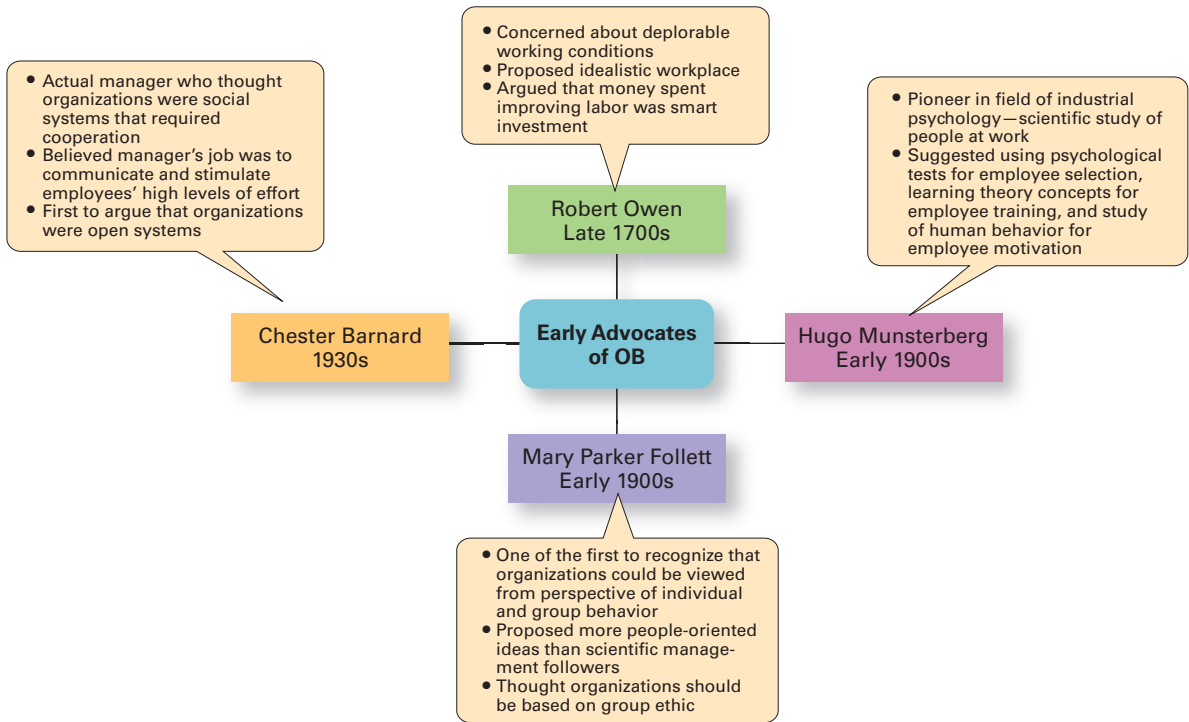 • Concerned about deplorable
working conditions
• Proposed idealistic workplace
• Argued that money spent
improving labor was smart
investment
• Actual manager who thought
organizations were social
systems that required
cooperation
• Believed manager's job was to
communicate and stimulate
employees' high levels of effort
• First to argue that organizations
were open systems
• Pioneer in field of industrial
psychology—scientific study of
people at work
• Suggested using psychological
tests for employee selection,
learning theory concepts for
employee training, and study
of human behavior for
employee motivation
Robert Owen
Late 1700s
Chester Barnard
1930s
Early Advocates
of OB
Hugo Munsterberg
Early 1900s
Mary Parker Follett
Early 1900s
• One of the first to recognize that
organizations could be viewed
from perspective of individual
and group behavior
• Proposed more people-oriented
ideas than scientific manage-
ment followers
• Thought organizations should
be based on group ethic